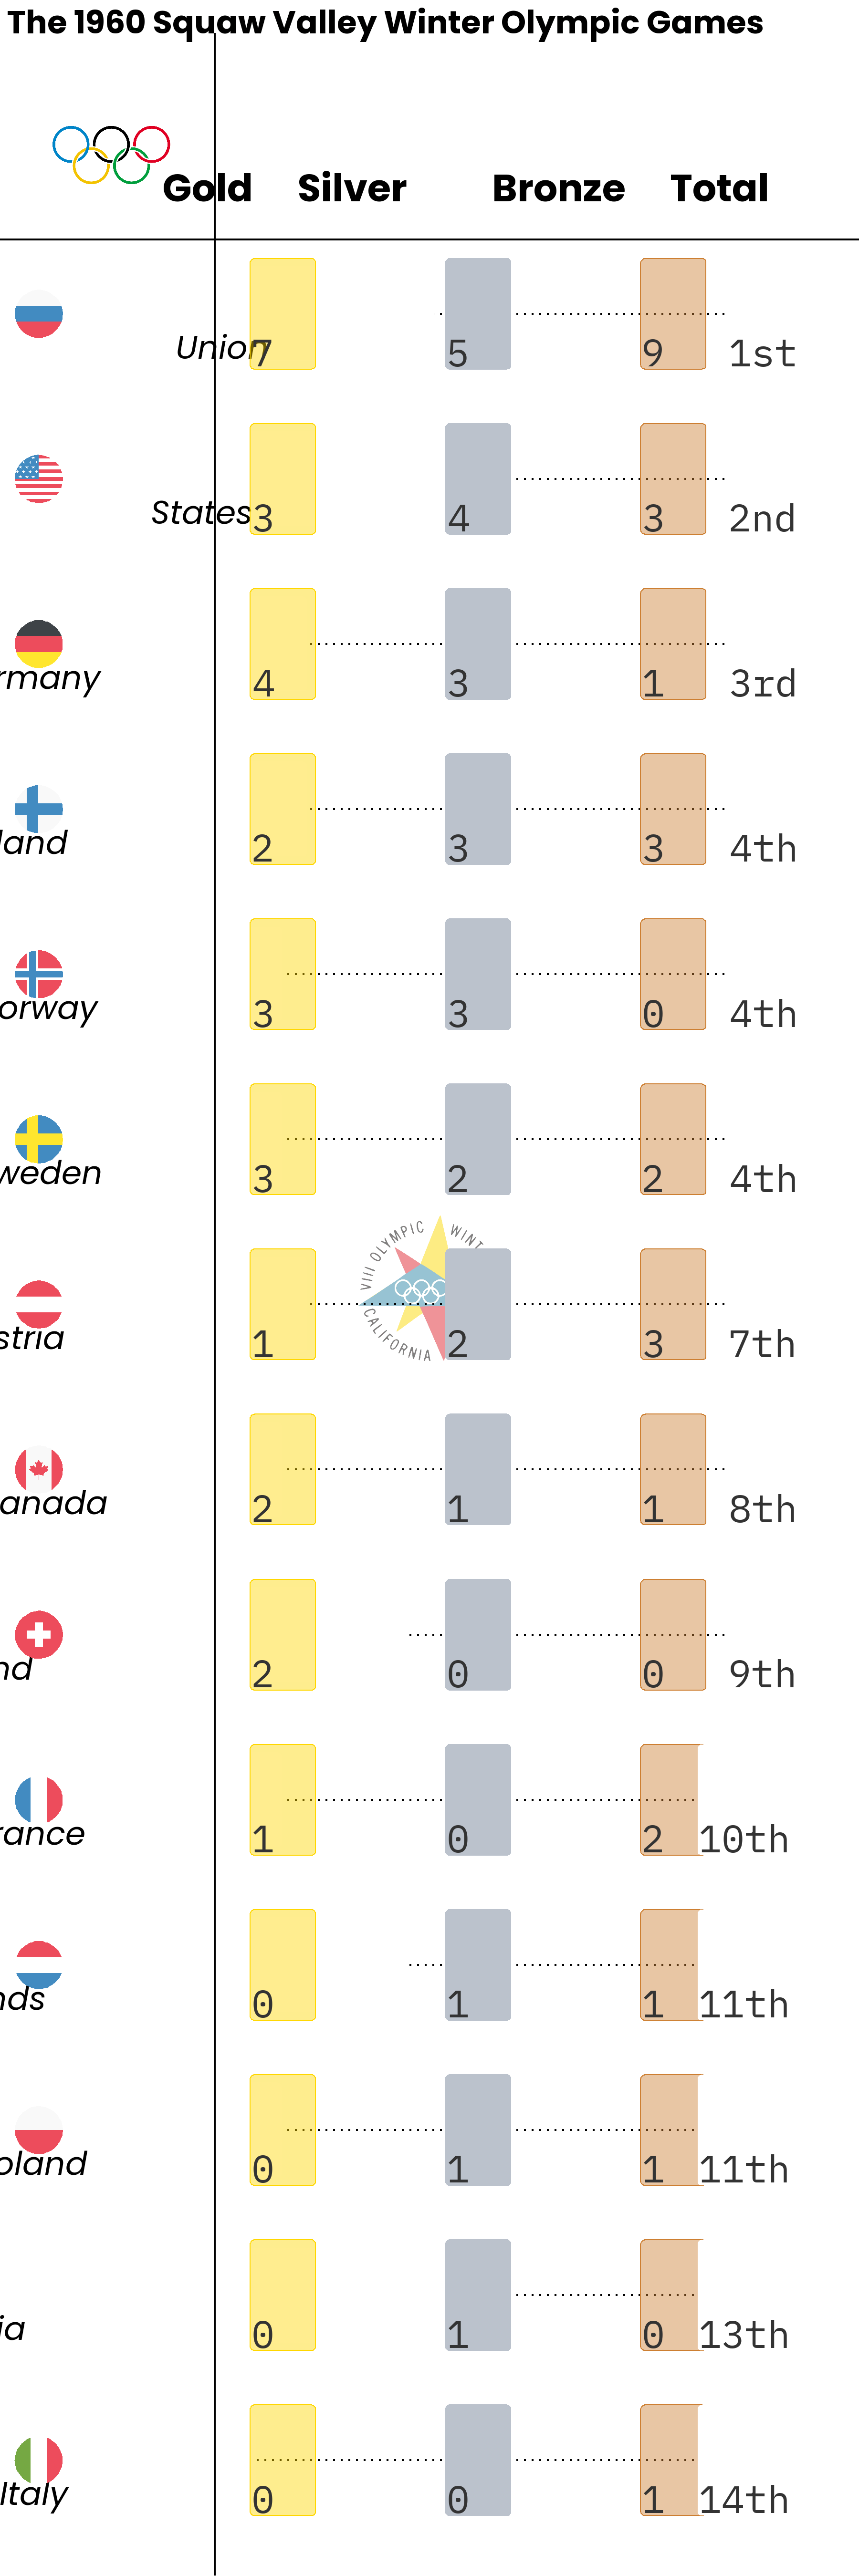 The 1960 Squaw Valley Winter Olympic Games
Gold Silver Bronze Total
Union 7 5 9 1st
States 3 4 3 2nd
rmany 4 3 1 3rd
land 2 3 3 4th
orway 3 3 0 4th
weden 3 2 2 4th
VIII OLYMPIC WINT
CALIFORNIA
stria 1 2 3 7th
anada 2 1 1 8th
nd 2 0 0 9th
rance 1 0 2 10th
nds 0 1 1 11th
oland 0 1 1 11th
ia 0 1 0 13th
Italy 0 0 1 14th